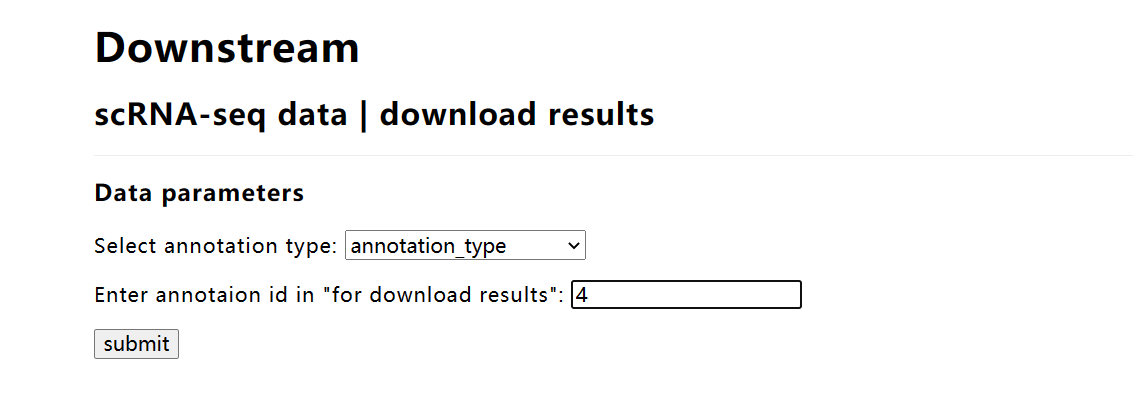 Downstream
scRNA-seq data | download results
Data parameters
Select annotation type: annotation_type
Enter annotaion id in "for download results": 4
submit